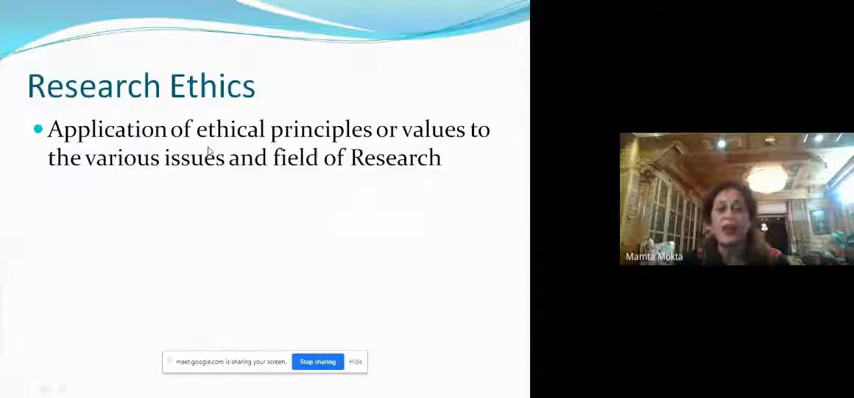 Research Ethics
Application of ethical principles or values to
the various issues and field of Research
Mamta Mokta
meet.google.com is sharing your screen.
Stop sharing
Hide